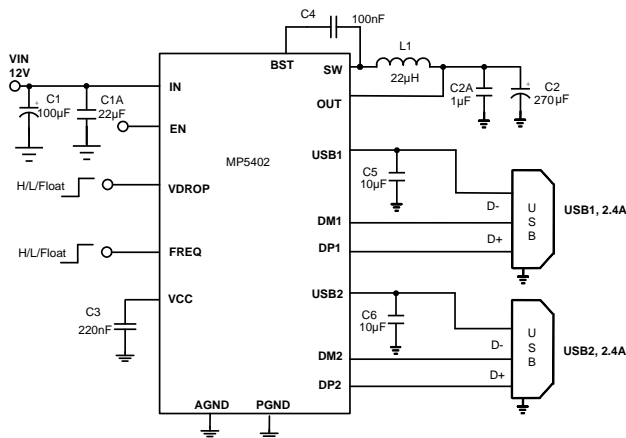 C4
100nF
VIN
12V
BST
SW
L1
22µH
C1
100µF
C1A
22µF
IN
OUT
C2A
1µF
C2
270µF
EN
MP5402
USB1
C5
10µF
H/L/Float
VDROP
D-
USB
USB1, 2.4A
DM1
D+
DP1
H/L/Float
FREQ
USB2
C6
10µF
VCC
C3
220nF
D-
USB
USB2, 2.4A
DM2
D+
DP2
AGND
PGND